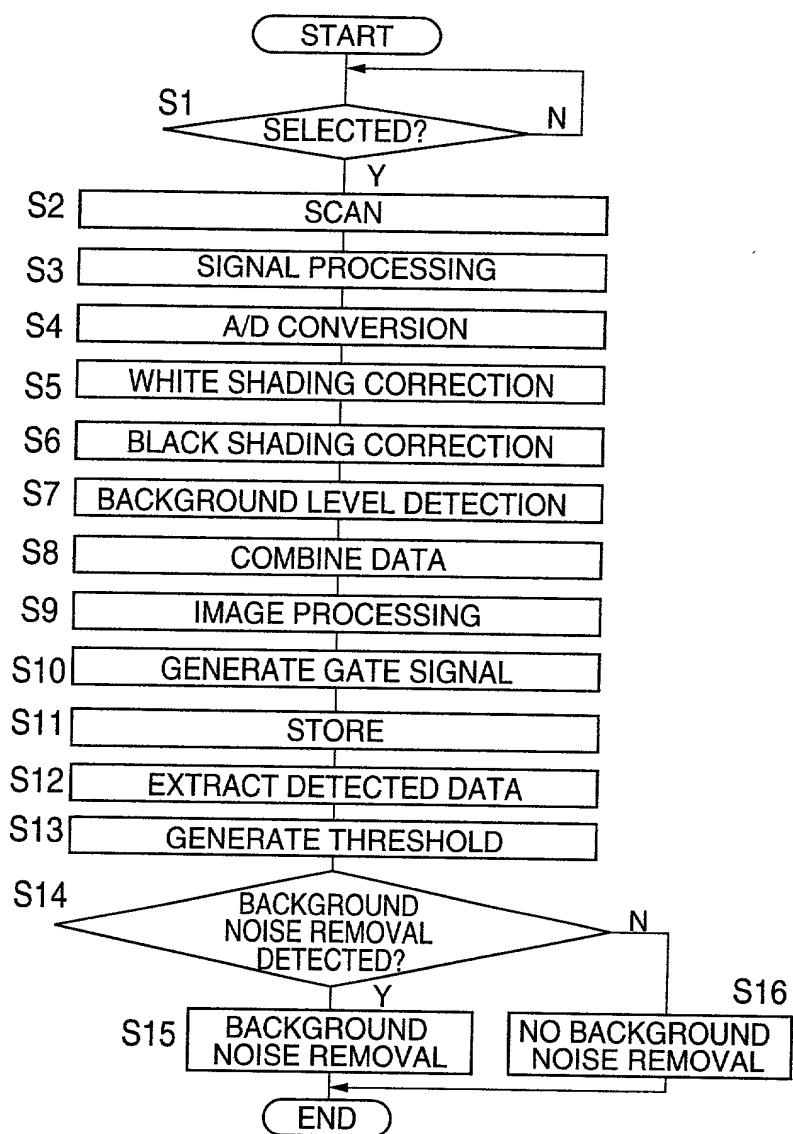 START
S1
SELECTED?
N
Y
S2
SCAN
S3
SIGNAL PROCESSING
S4
A/D CONVERSION
S5
WHITE SHADING CORRECTION
S6
BLACK SHADING CORRECTION
S7
BACKGROUND LEVEL DETECTION
S8
COMBINE DATA
S9
IMAGE PROCESSING
S10
GENERATE GATE SIGNAL
S11
STORE
S12
EXTRACT DETECTED DATA
S13
GENERATE THRESHOLD
S14
BACKGROUND
NOISE REMOVAL
DETECTED?
N
Y
S15
BACKGROUND
NOISE REMOVAL
S16
NO BACKGROUND
NOISE REMOVAL
END